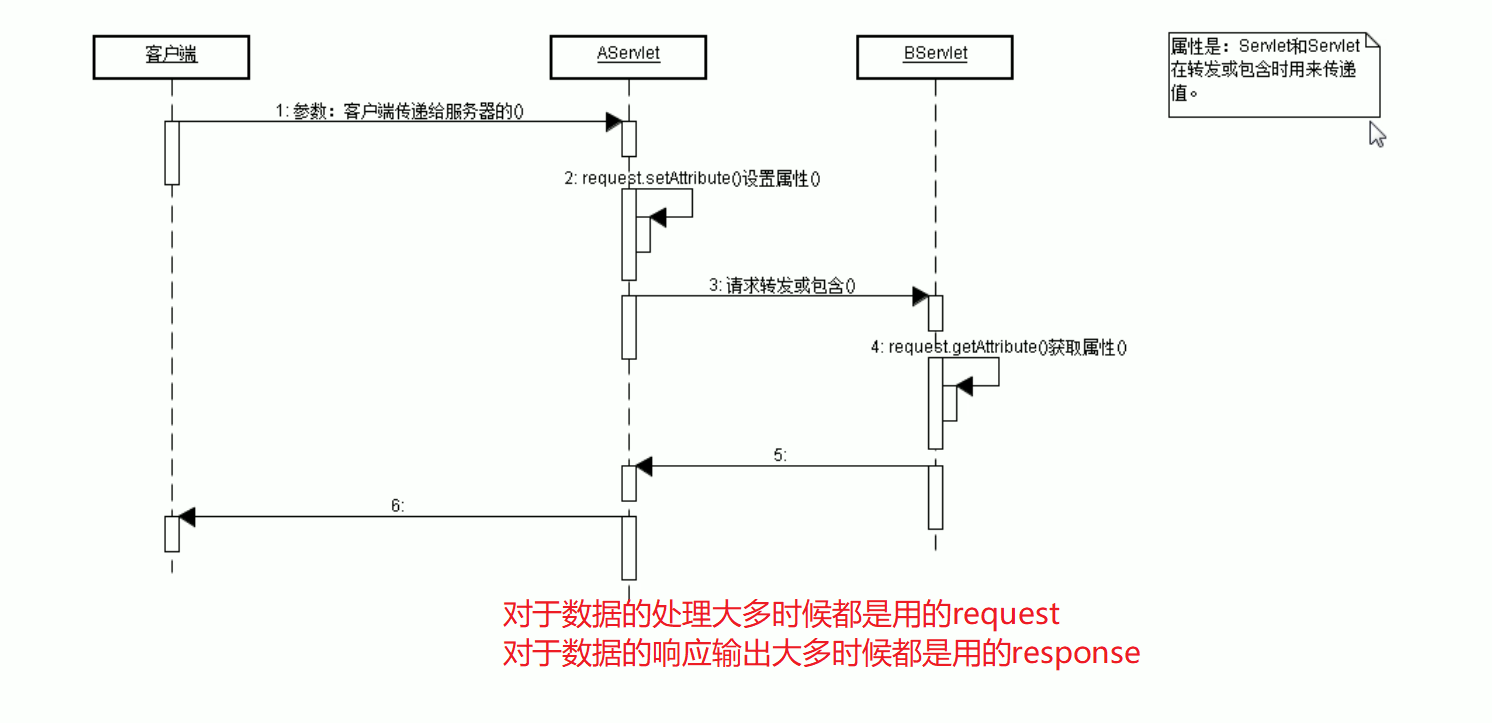 客户端
AServlet
BServlet
属性是：Servlet和Servlet
在转发或包含时用来传递
值。
1: 参数：客户端传递给服务器的()
2: request.setAttribute()设置属性()
3: 请求转发或包含()
4: request.getAttribute()获取属性()
5:
6:
对于数据的处理大多时候都是用的request
对于数据的响应输出大多时候都是用的response